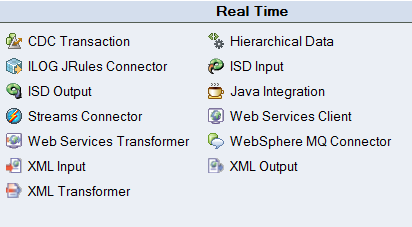 Real Time
CDC Transaction Hierarchical Data
ILOG JRules Connector ISD Input
ISD Output Java Integration
Streams Connector Web Services Client
Web Services Transformer WebSphere MQ Connector
XML Input XML Output
XML Transformer